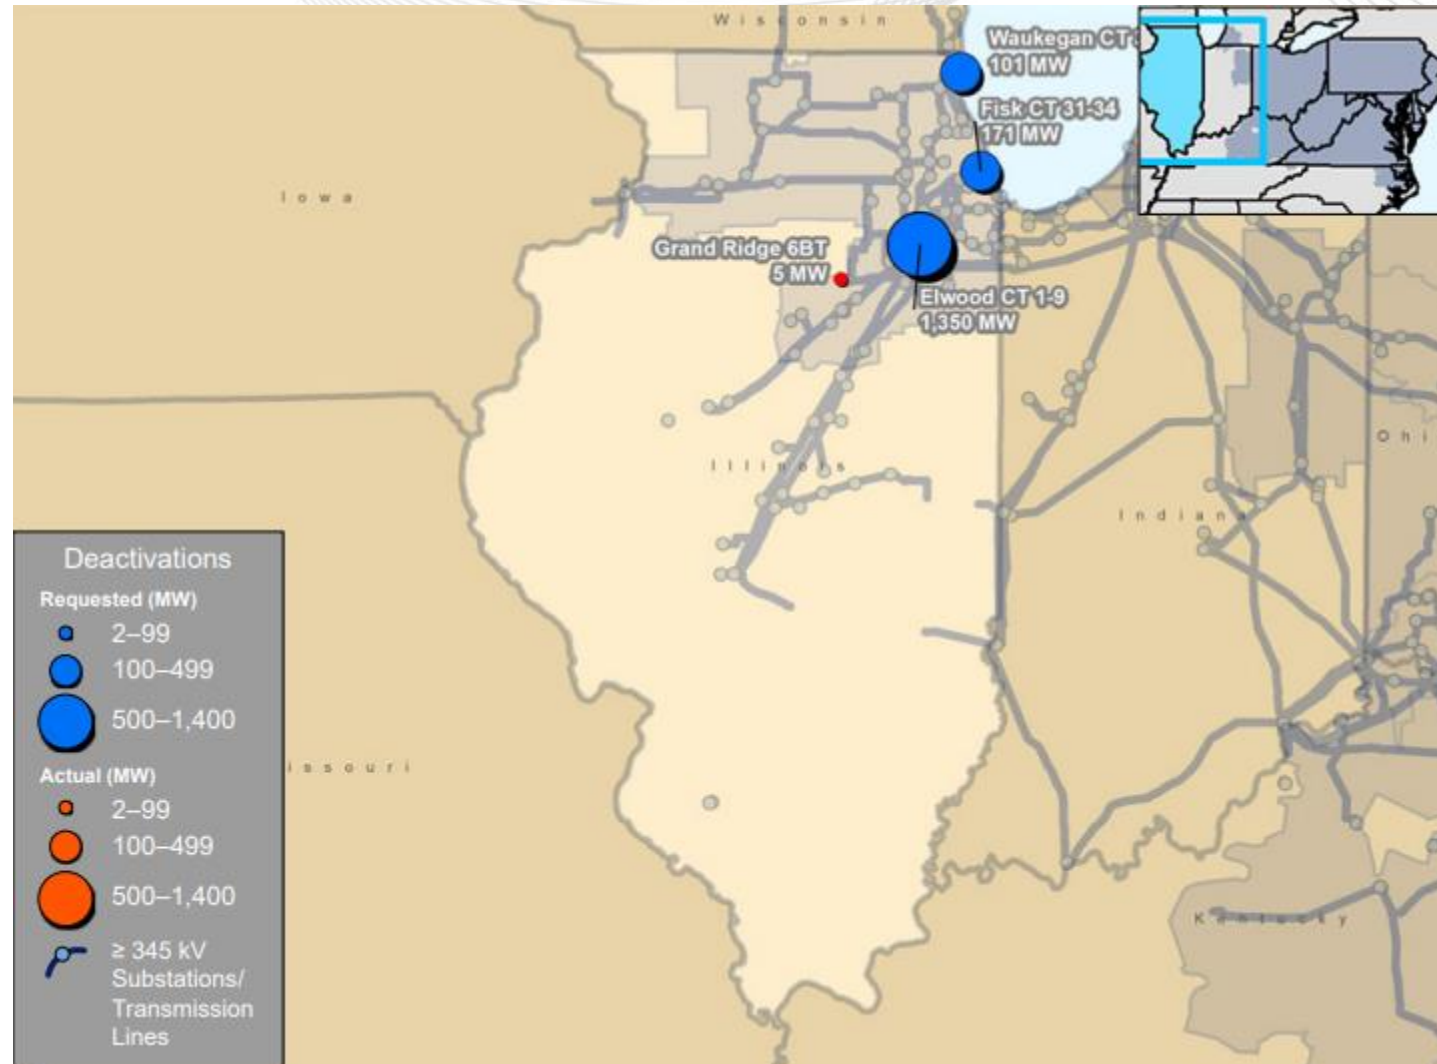 Wisconsin
Waukegan CT
101 MW
Fisk CT 31-34
171 MW
Iowa
Grand Ridge 6BT
5 MW
Elwood CT 1-9
1,350 MW
Ohi
Illinois
Indiana
issouri
Kentucky
Deactivations
Requested (MW)
2–99
100–499
500–1,400
Actual (MW)
2–99
100–499
500–1,400
≥ 345 kV
Substations/
Transmission
Lines